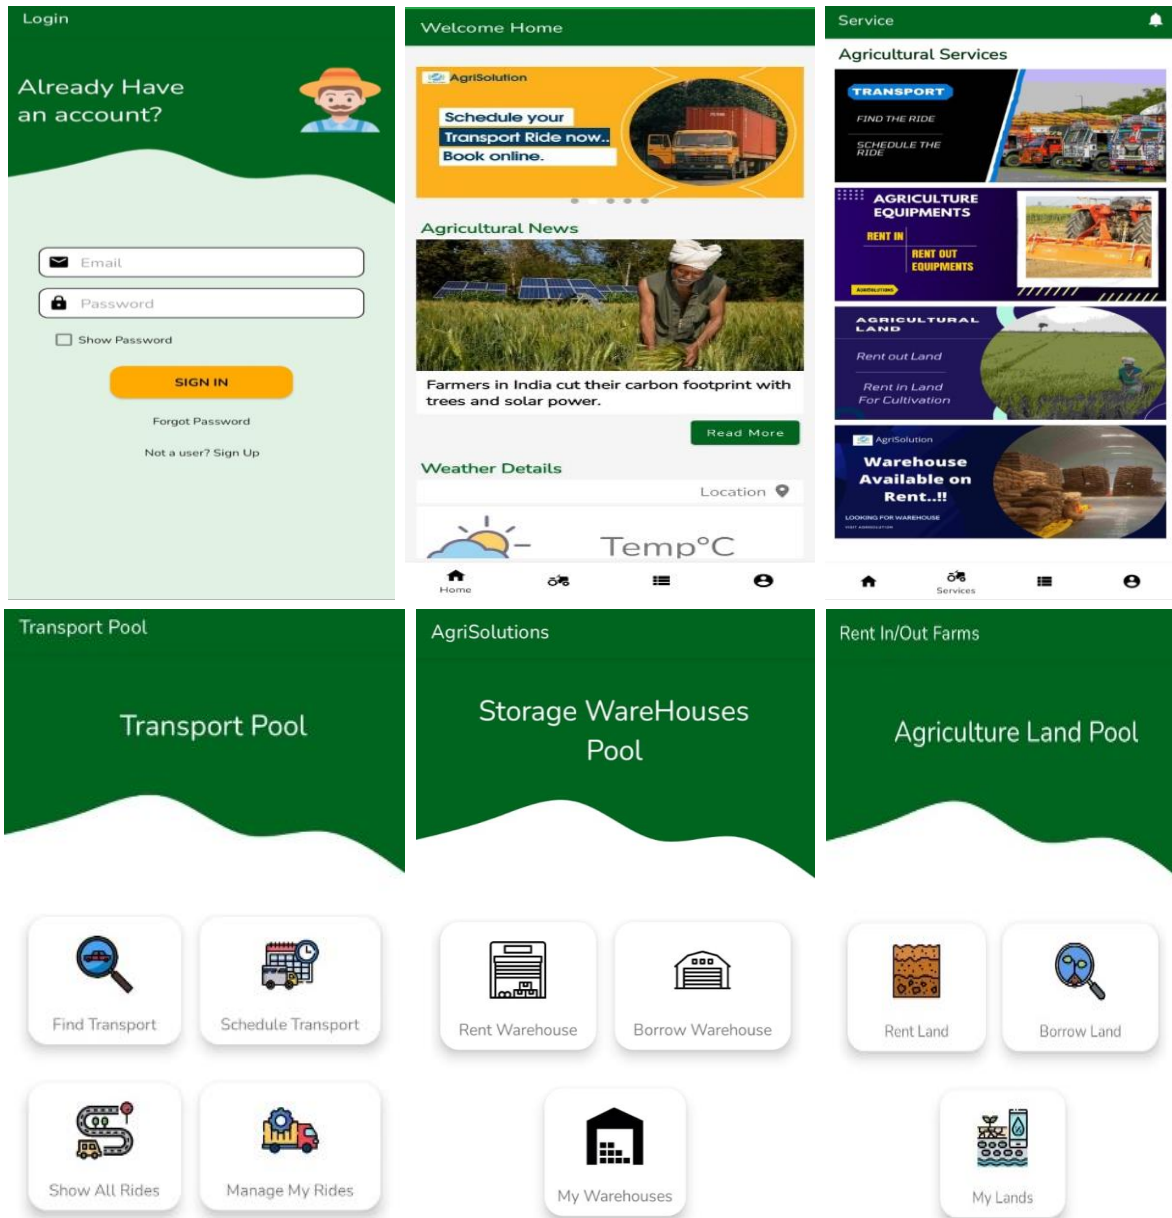 Login
Already Have
an account?
Email
Password
Show Password
SIGN IN
Forgot Password
Not a user? Sign Up
Welcome Home
AgriSolution
Schedule your
Transport Ride now..
Book online.
Agricultural News
Farmers in India cut their carbon footprint with
trees and solar power.
Read More
Weather Details
Location
Temp°C
Home
Service
Agricultural Services
TRANSPORT
FIND THE RIDE
SCHEDULE THE
RIDE
AGRICULTURE
EQUIPMENTS
RENT IN
RENT OUT
EQUIPMENTS
AGRISOLUTIONS
AGRICULTURAL
LAND
Rent out Land
Rent in Land
For Cultivation
AgriSolution
Warehouse
Available on
Rent..!!
LOOKING FOR WAREHOUSE
VISIT AGRISOLUTION
Services
Transport Pool
Transport Pool
Find Transport
Schedule Transport
Show All Rides
Manage My Rides
AgriSolutions
Storage WareHouses
Pool
Rent Warehouse
Borrow Warehouse
My Warehouses
Rent In/Out Farms
Agriculture Land Pool
Rent Land
Borrow Land
My Lands